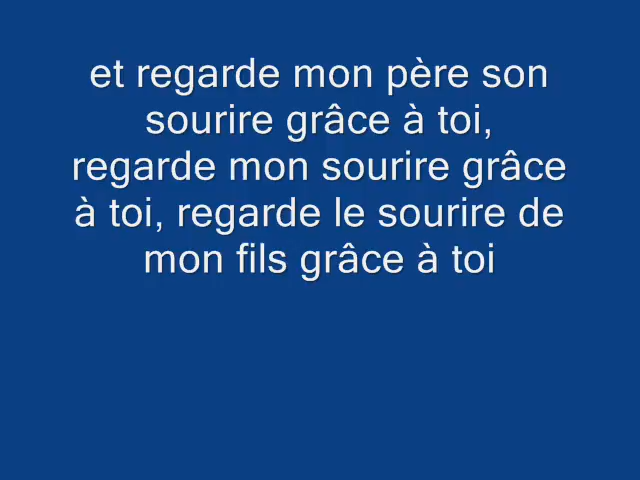 et regarde mon père son
sourire grâce à toi,
regarde mon sourire grâce
à toi, regarde le sourire de
mon fils grâce à toi